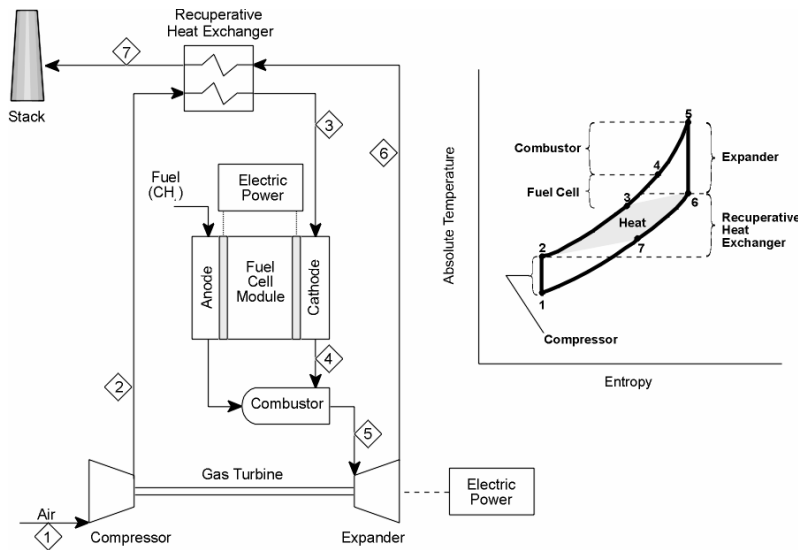 Recuperative
Heat Exchanger
7
Stack
3
6
Fuel
(CH4)
Electric
Power
Anode
Fuel
Cell
Module
Cathode
4
2
Combustor
5
Gas Turbine
Air
1
Compressor
Expander
Electric
Power
Absolute Temperature
Entropy
Combustor
Fuel Cell
Expander
Recuperative
Heat
Exchanger
Heat
Compressor
5
4
3
6
2
7
1